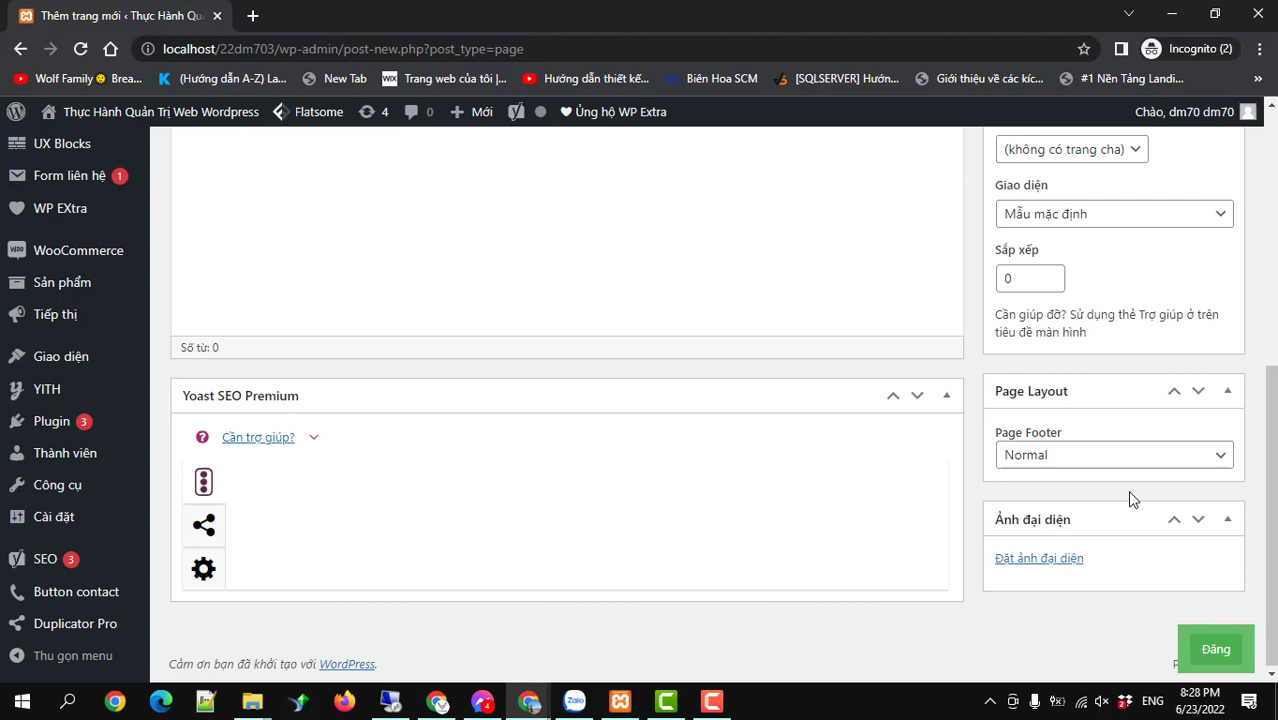 Thêm trang mới ‹ Thực Hành Quả
localhost/22dm703/wp-admin/post-new.php?post_type=page
Incognito (2)
Wolf Family😀 Brea...
(Hướng dẫn A-Z) La...
New Tab
WIX
Trang web của tôi |...
Hướng dẫn thiết kế...
Biên Hoa SCM
[SQLSERVER] Hướn...
Giới thiệu về các kíc...
#1 Nền Tảng Landi...
Thực Hành Quản Trị Web Wordpress
Flatsome
4
0
Mới
Ủng hộ WP Extra
Chào, dm70 dm70
UX Blocks
Form liên hệ 1
WP EXtra
WooCommerce
Sản phẩm
Tiếp thị
Giao diện
YITH
Plugin 3
Thành viên
Công cụ
Cài đặt
SEO 3
Button contact
Duplicator Pro
Thu gọn menu
Số từ: 0
Yoast SEO Premium
Cần trợ giúp?
Cảm ơn bạn đã khởi tạo với WordPress.
(không có trang cha)
Giao diện
Mẫu mặc định
Sắp xếp
0
Cần giúp đỡ? Sử dụng thẻ Trợ giúp ở trên
tiêu đề màn hình
Page Layout
Page Footer
Normal
Ảnh đại diện
Đặt ảnh đại diện
Đăng
ENG
8:28 PM
6/23/2022